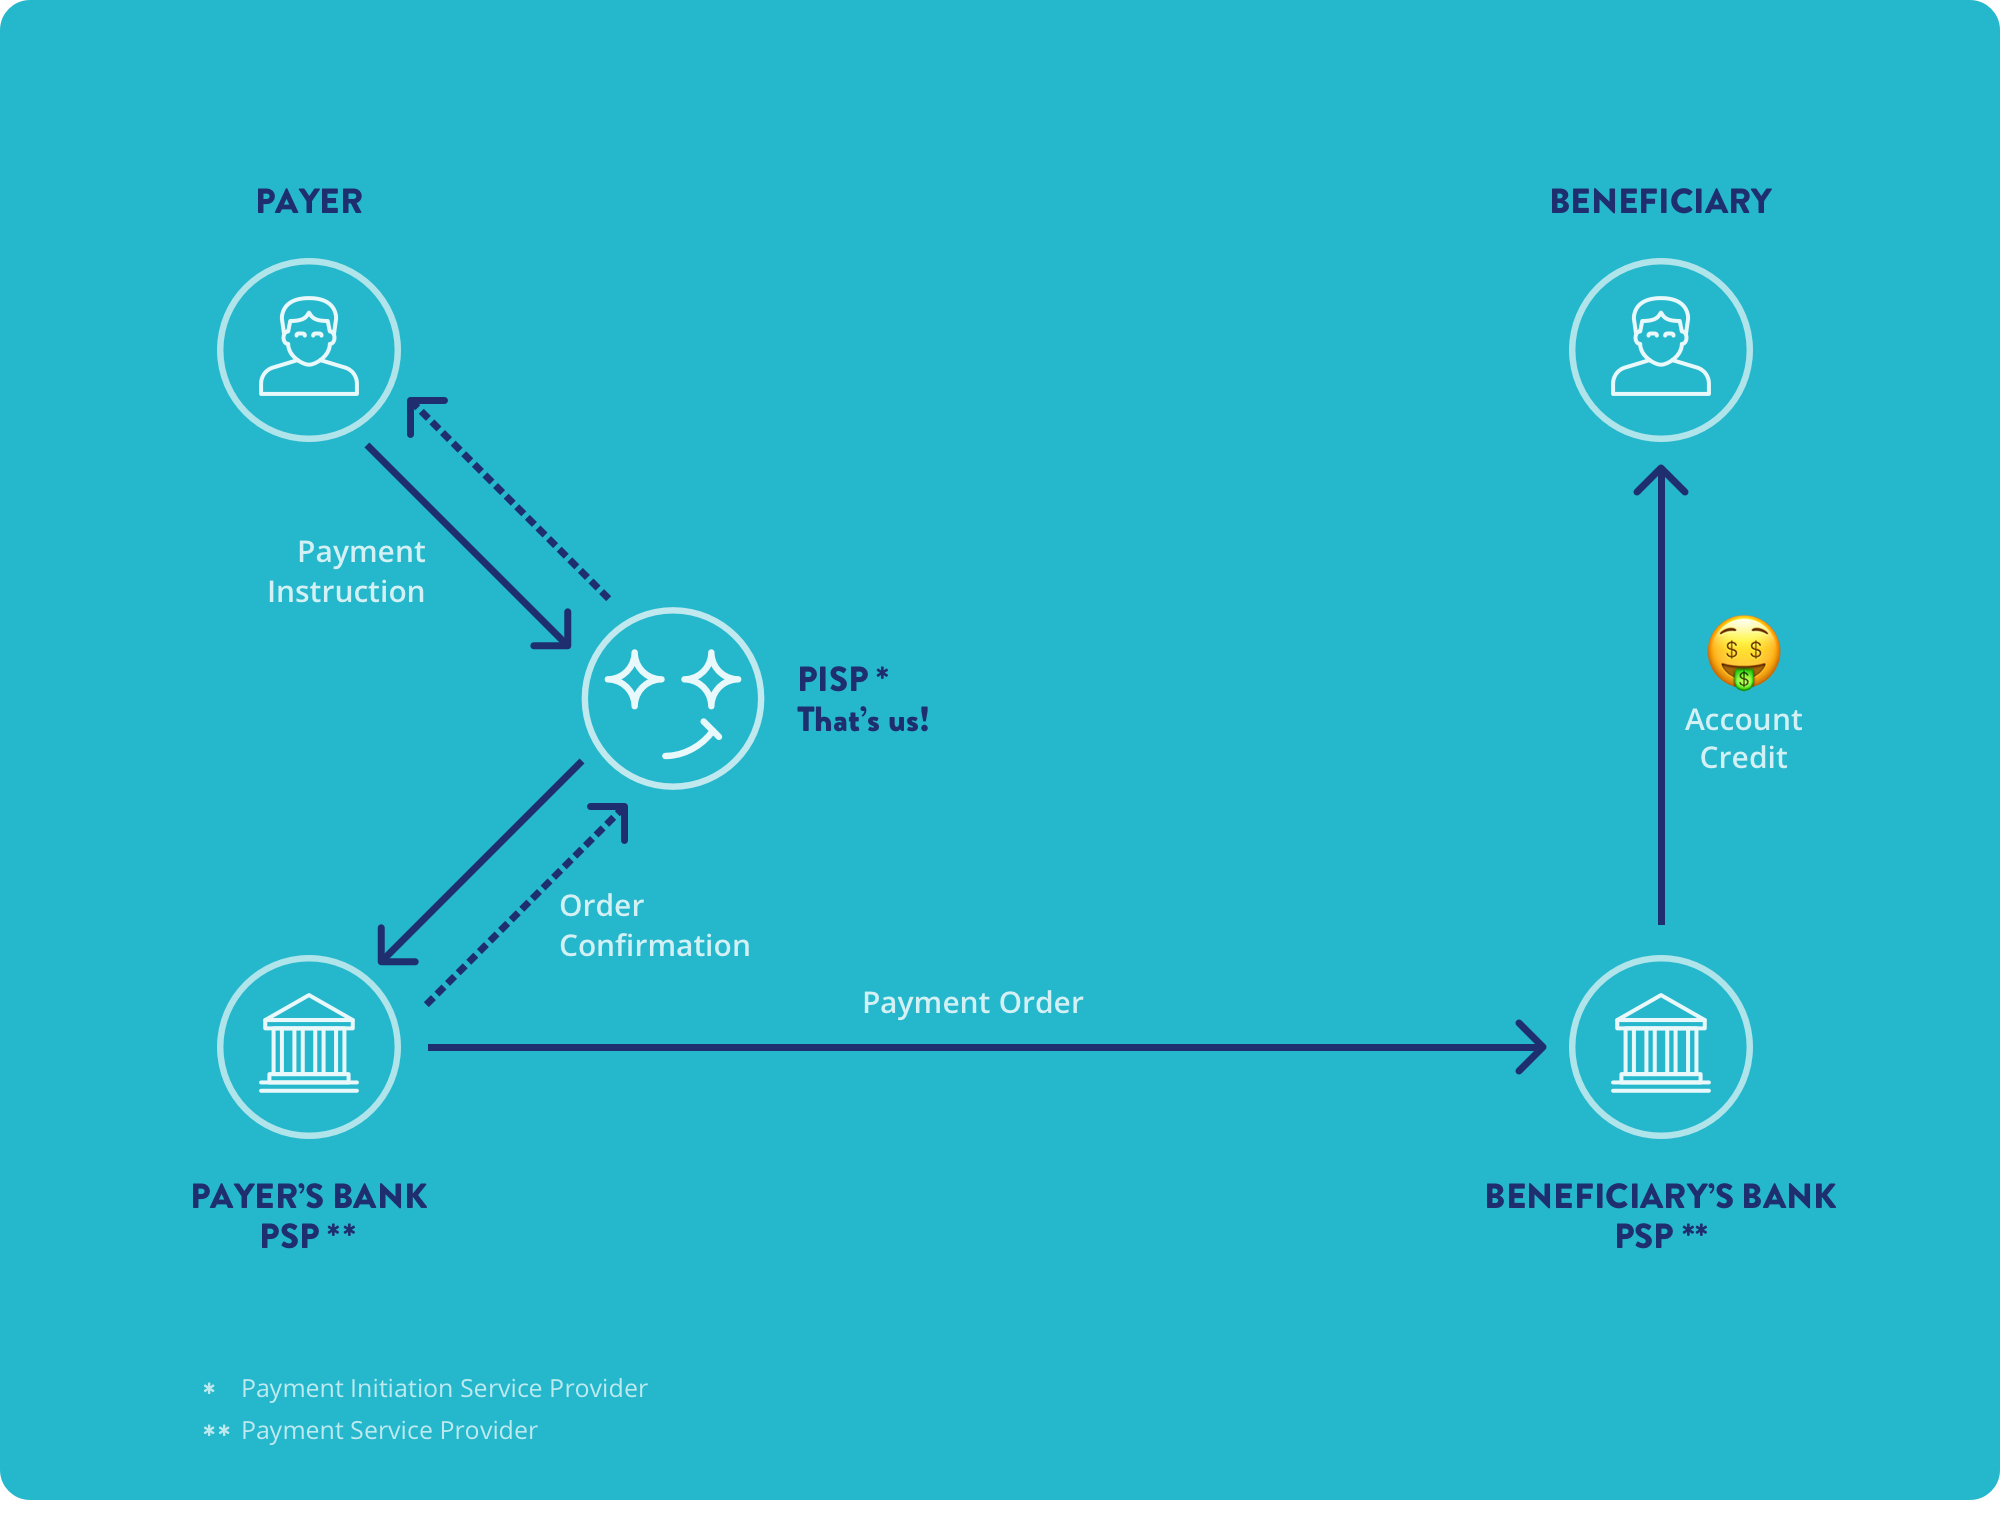 PAYER
BENEFICIARY
Payment
Instruction
PISP *
That’s us!
$ $
$
Account
Credit
Order
Confirmation
Payment Order
PAYER’S BANK
PSP **
BENEFICIARY’S BANK
PSP **
* Payment Initiation Service Provider
** Payment Service Provider